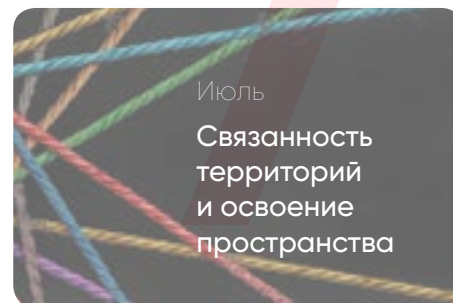 Июль
Связанность
территорий
и освоение
пространства